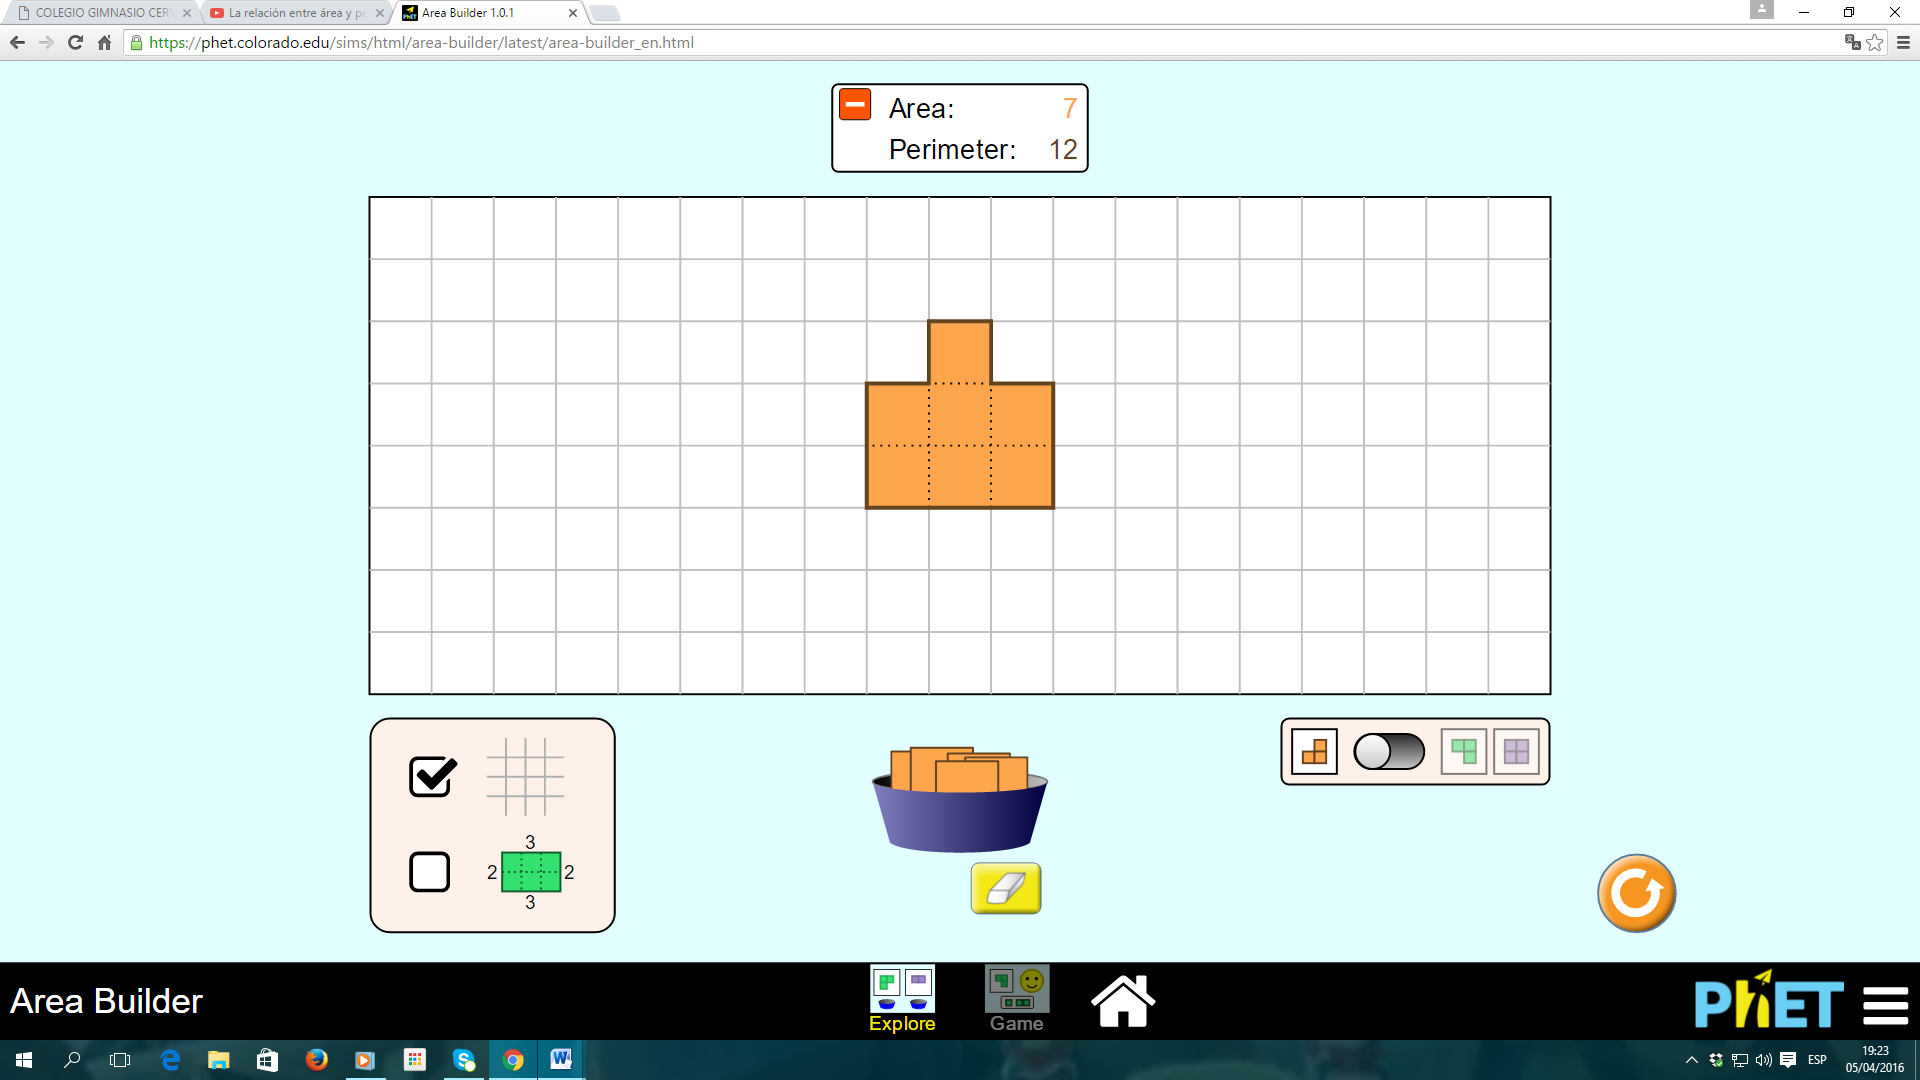 COLEGIO GIMNASIO CER
La relación entre área y p
Area Builder 1.0.1
https://phet.colorado.edu/sims/html/area-builder/latest/area-builder_en.html
Area: 7
Perimeter: 12
3
2 2
3
Area Builder
Explore
Game
PhET
ESP
19:23
05/04/2016